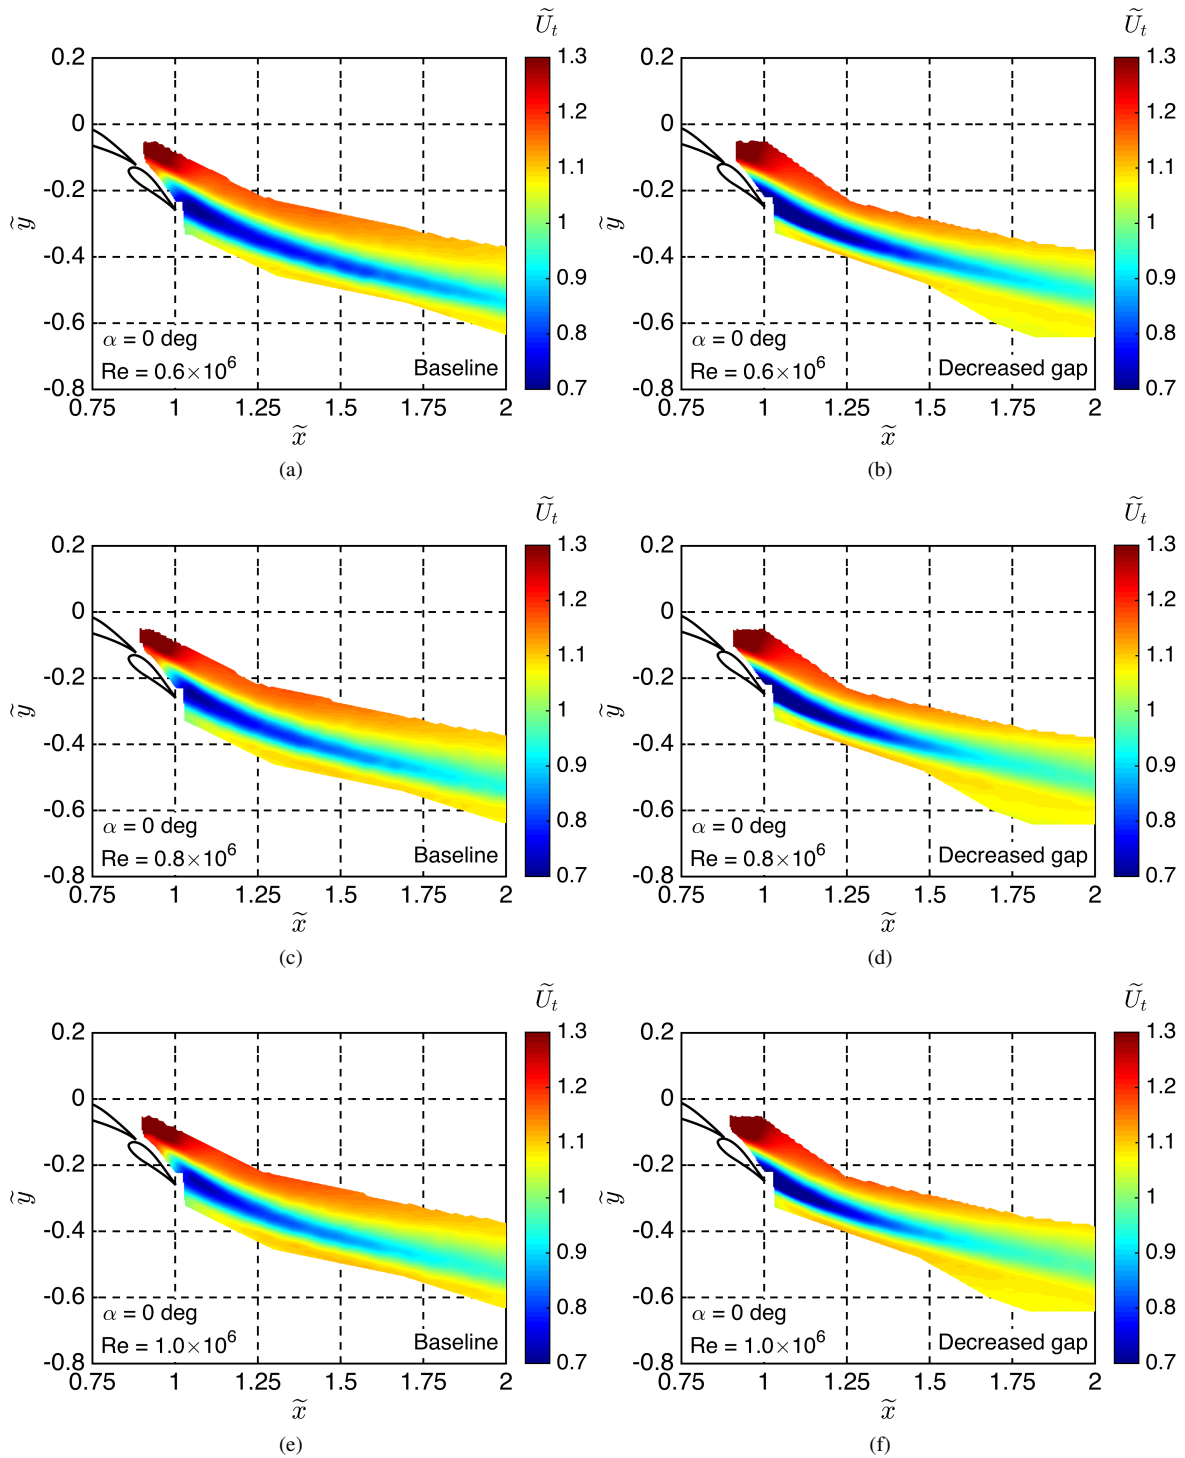 Ũt Ũt
0.2 1.3 0.2 1.3
0 1.2 0 1.2
-0.2 1.1 -0.2 1.1
ỹ 1 ỹ 1
-0.4 0.9 -0.4 0.9
-0.6 0.8 -0.6 0.8
α = 0 deg α = 0 deg
Re = 0.6×10⁶ Baseline Re = 0.6×10⁶ Decreased gap
-0.8 0.7 -0.8 0.7
0.75 1 1.25 1.5 1.75 2 0.75 1 1.25 1.5 1.75 2
x̃ x̃
(a) (b)
Ũt Ũt
0.2 1.3 0.2 1.3
0 1.2 0 1.2
-0.2 1.1 -0.2 1.1
ỹ 1 ỹ 1
-0.4 0.9 -0.4 0.9
-0.6 0.8 -0.6 0.8
α = 0 deg α = 0 deg
Re = 0.8×10⁶ Baseline Re = 0.8×10⁶ Decreased gap
-0.8 0.7 -0.8 0.7
0.75 1 1.25 1.5 1.75 2 0.75 1 1.25 1.5 1.75 2
x̃ x̃
(c) (d)
Ũt Ũt
0.2 1.3 0.2 1.3
0 1.2 0 1.2
-0.2 1.1 -0.2 1.1
ỹ 1 ỹ 1
-0.4 0.9 -0.4 0.9
-0.6 0.8 -0.6 0.8
α = 0 deg α = 0 deg
Re = 1.0×10⁶ Baseline Re = 1.0×10⁶ Decreased gap
-0.8 0.7 -0.8 0.7
0.75 1 1.25 1.5 1.75 2 0.75 1 1.25 1.5 1.75 2
x̃ x̃
(e) (f)